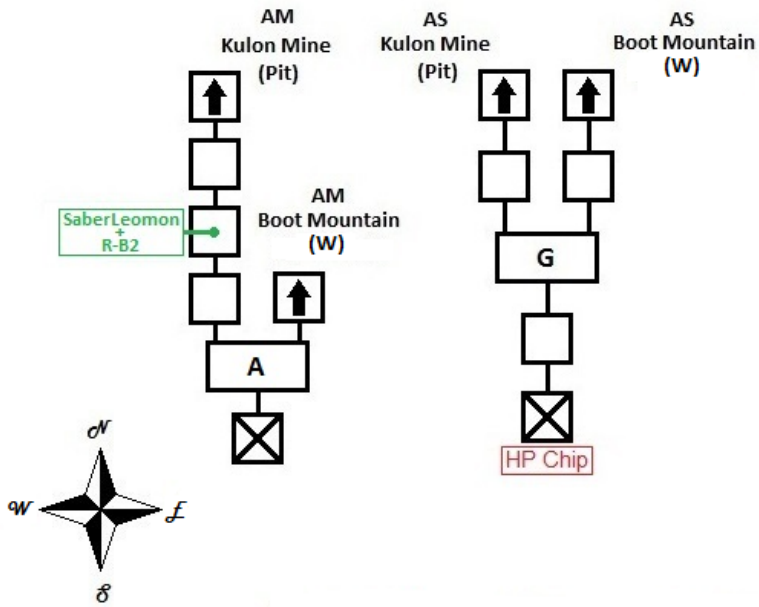 AM
Kulon Mine
(Pit)
AS
Kulon Mine
(Pit)
AS
Boot Mountain
(W)
SaberLeomon
+
R-B2
AM
Boot Mountain
(W)
G
A
HP Chip
N
W
E
S